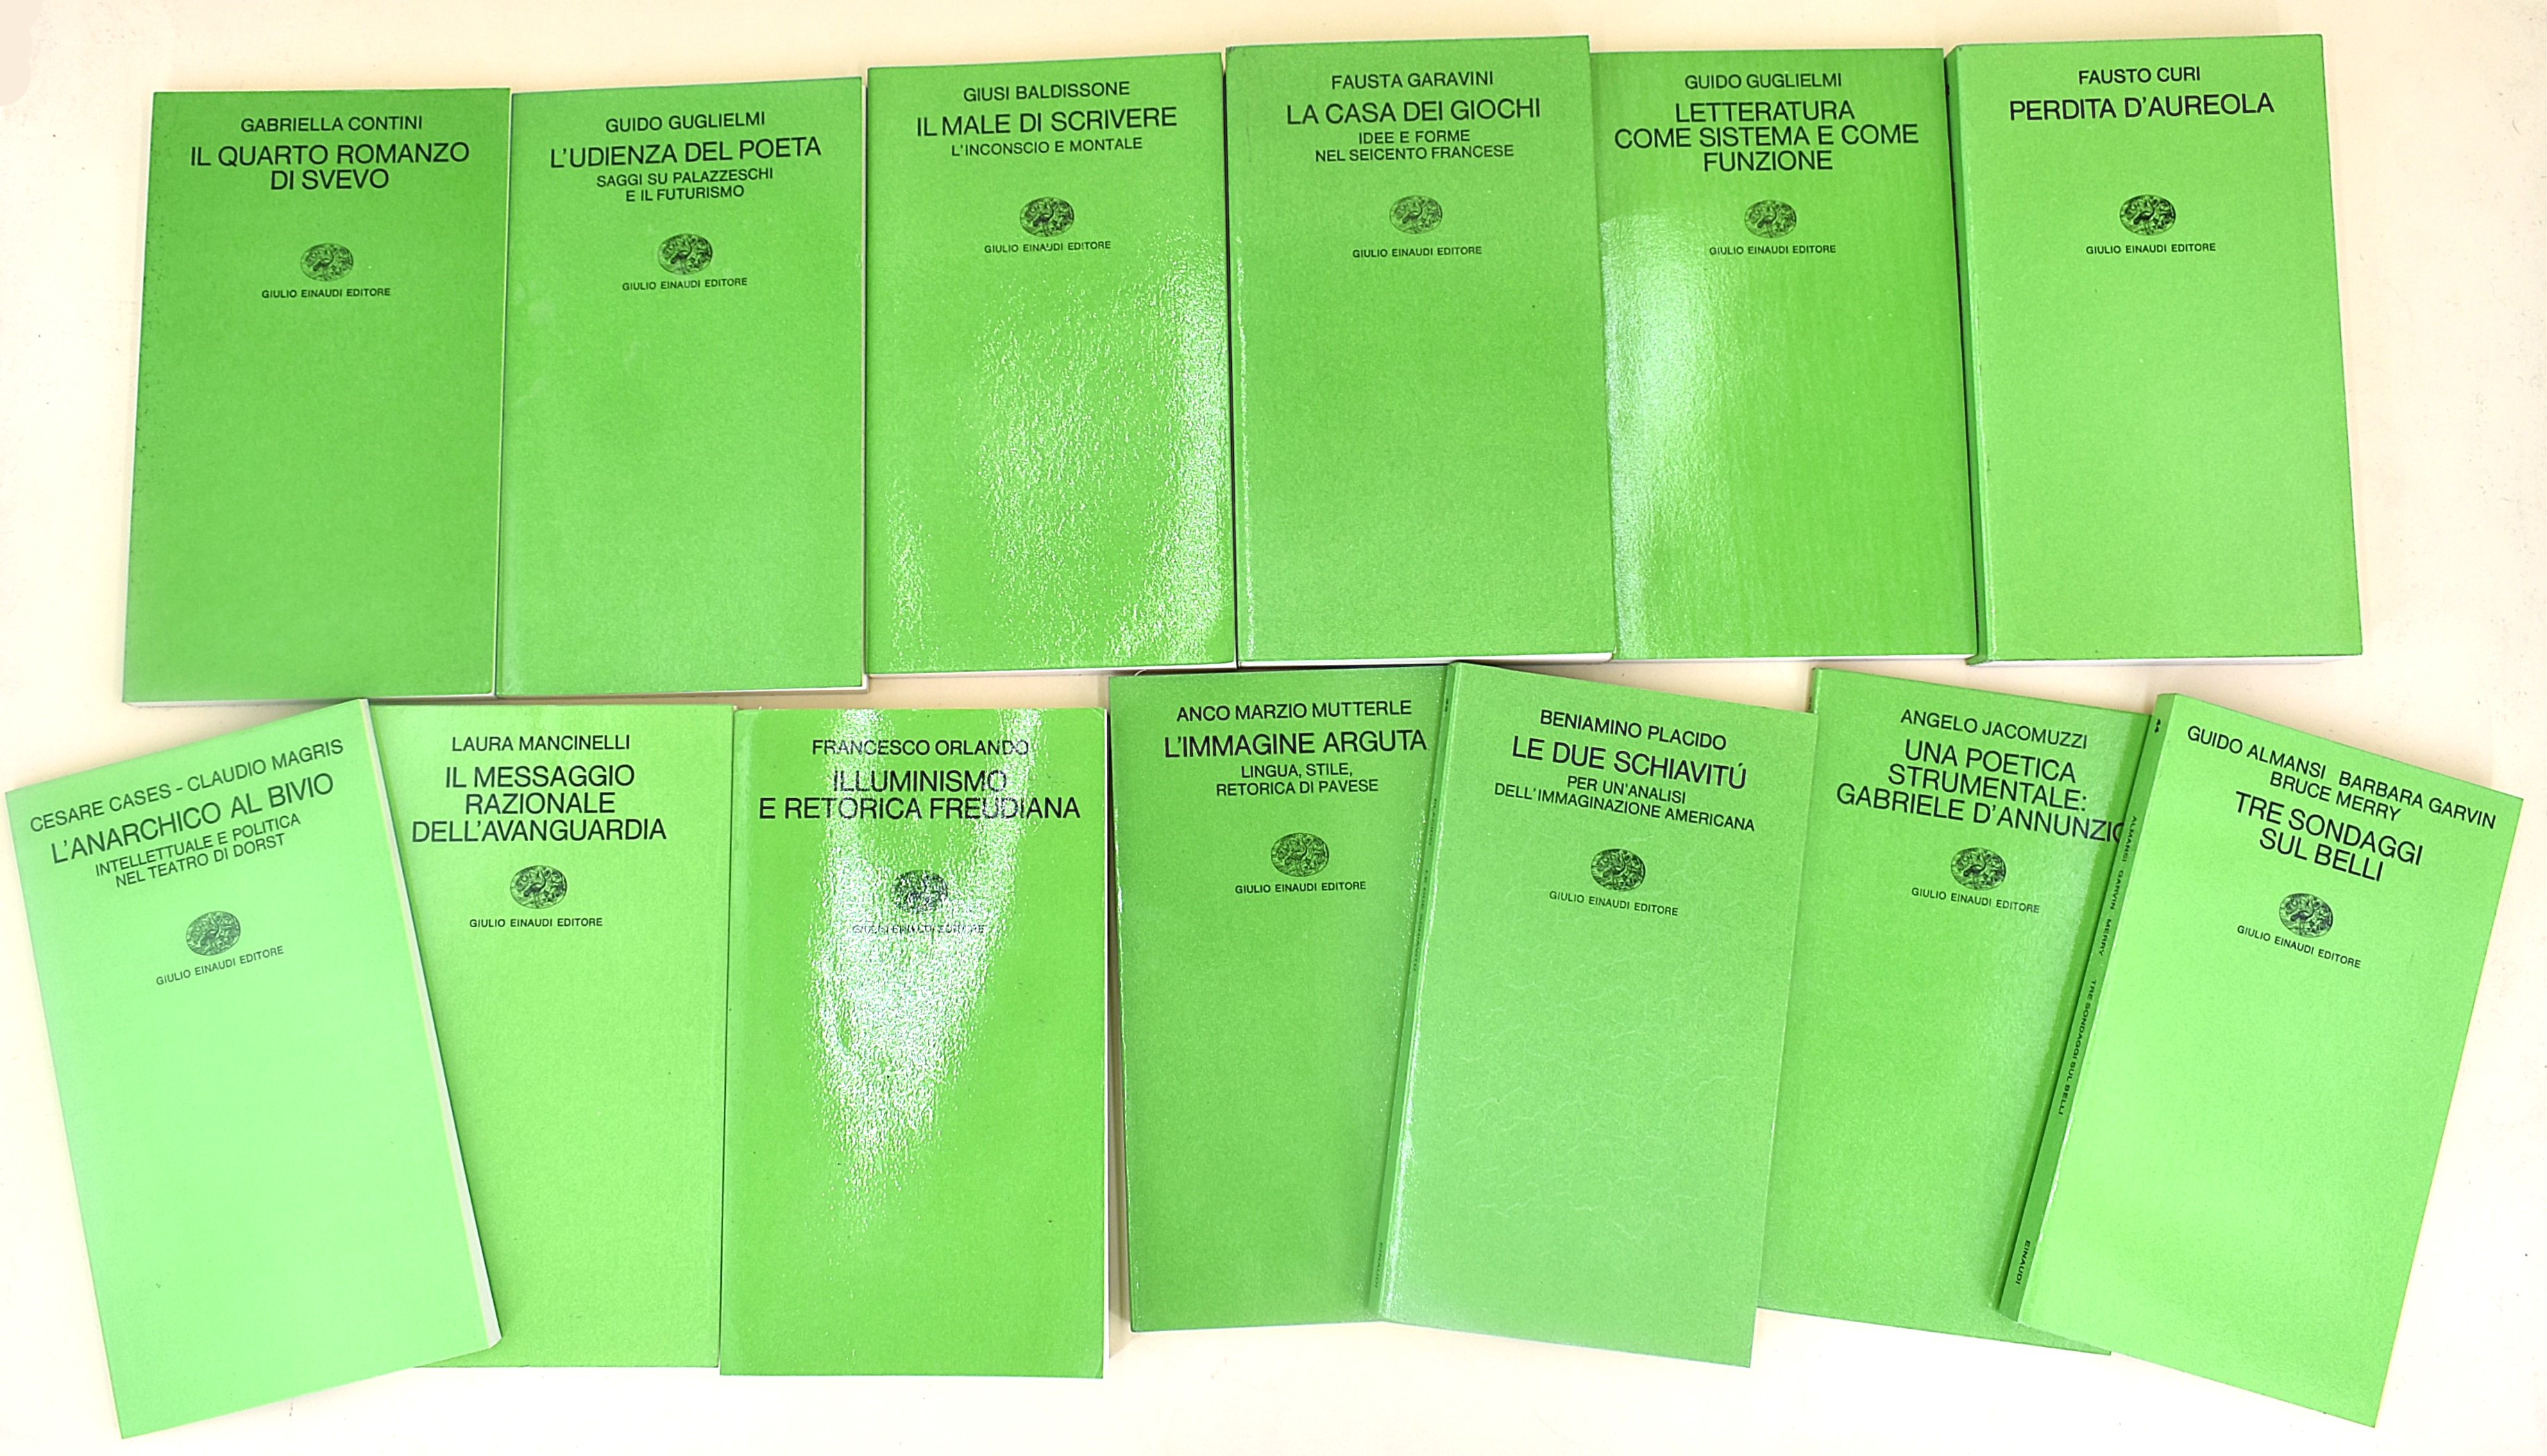 GABRIELLA CONTINI
IL QUARTO ROMANZO
DI SVEVO
GIULIO EINAUDI EDITORE
GUIDO GUGLIELMI
L'UDIENZA DEL POETA
SAGGI SU PALAZZESCHI
E IL FUTURISMO
GIULIO EINAUDI EDITORE
GIUSI BALDISSONE
IL MALE DI SCRIVERE
L'INCONSCIO E MONTALE
GIULIO EINAUDI EDITORE
FAUSTA GARAVINI
LA CASA DEI GIOCHI
IDEE E FORME
NEL SEICENTO FRANCESE
GIULIO EINAUDI EDITORE
GUIDO GUGLIELMI
LETTERATURA
COME SISTEMA E COME
FUNZIONE
GIULIO EINAUDI EDITORE
FAUSTO CURI
PERDITA D'AUREOLA
GIULIO EINAUDI EDITORE
CESARE CASES - CLAUDIO MAGRIS
L'ANARCHICO AL BIVIO
INTELLETTUALE E POLITICA
NEL TEATRO DI DORST
GIULIO EINAUDI EDITORE
LAURA MANCINELLI
IL MESSAGGIO
RAZIONALE
DELL'AVANGUARDIA
GIULIO EINAUDI EDITORE
FRANCESCO ORLANDO
ILLUMINISMO
E RETORICA FREUDIANA
GIULIO EINAUDI EDITORE
ANCO MARZIO MUTTERLE
L'IMMAGINE ARGUTA
LINGUA, STILE,
RETORICA DI PAVESE
GIULIO EINAUDI EDITORE
EINAUDI
BENIAMINO PLACIDO
LE DUE SCHIAVITÚ
PER UN'ANALISI
DELL'IMMAGINAZIONE AMERICANA
GIULIO EINAUDI EDITORE
ANGELO JACOMUZZI
UNA POETICA
STRUMENTALE:
GABRIELE D'ANNUNZIO
GIULIO EINAUDI EDITORE
ALMANSI GARVIN MERRY TRE SONDAGGI SUL BELLI EINAUDI
GUIDO ALMANSI BARBARA GARVIN
BRUCE MERRY
TRE SONDAGGI
SUL BELLI
GIULIO EINAUDI EDITORE